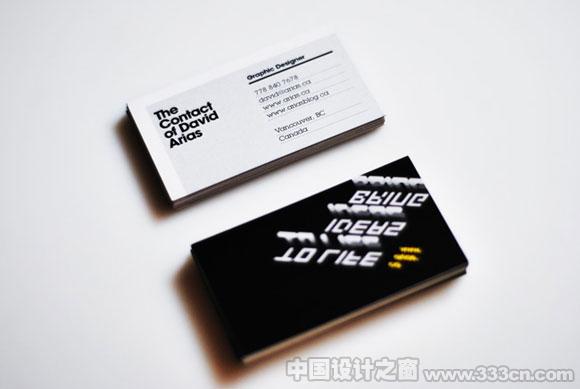 The
Contact
of David
Arias
Graphic Designer
778 840 7678
david@arias.ca
www.arias.ca
www.ariasblog.ca
Vancouver, BC
Canada
BRING
IDEAS
TO LIFE
中国设计之窗
www.333cn.com